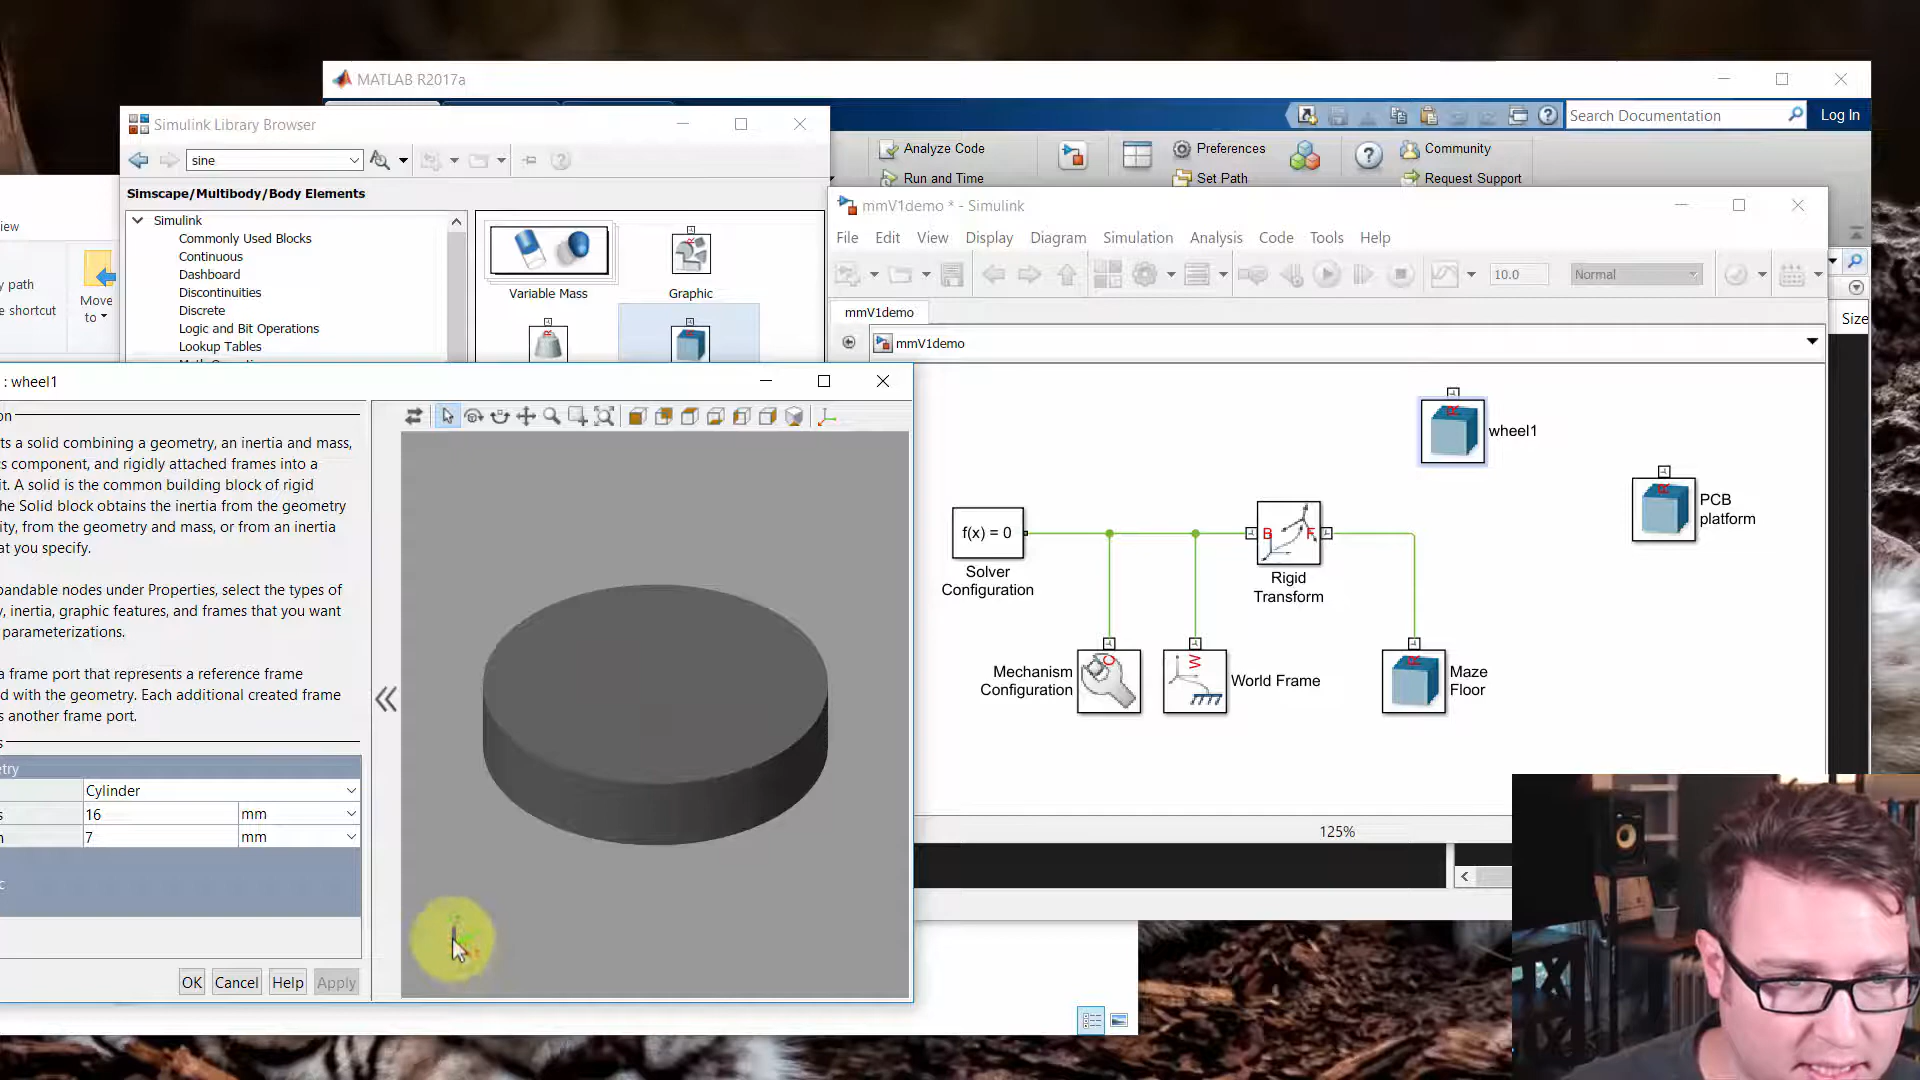 MATLAB R2017a
Search Documentation
Log In
Simulink Library Browser
sine
Analyze Code
Preferences
Community
Run and Time
Set Path
Request Support
Simscape/Multibody/Body Elements
mmV1demo * - Simulink
Simulink
Commonly Used Blocks
Continuous
Dashboard
Discontinuities
Discrete
Logic and Bit Operations
Lookup Tables
Variable Mass
Graphic
iew
y path
e shortcut
Move
to
File Edit View Display Diagram Simulation Analysis Code Tools Help
10.0
Normal
mmV1demo
mmV1demo
Size
: wheel1
on
ts a solid combining a geometry, an inertia and mass,
cs component, and rigidly attached frames into a
it. A solid is the common building block of rigid
he Solid block obtains the inertia from the geometry
ity, from the geometry and mass, or from an inertia
at you specify.
pandable nodes under Properties, select the types of
y, inertia, graphic features, and frames that you want
parameterizations.
a frame port that represents a reference frame
d with the geometry. Each additional created frame
s another frame port.
s
etry
Cylinder
s 16 mm
h 7 mm
c
OK Cancel Help Apply
R
wheel1
R
PCB
platform
f(x) = 0
Solver
Configuration
B F
Rigid
Transform
Mechanism
Configuration
C
W
World Frame
R
Maze
Floor
125%